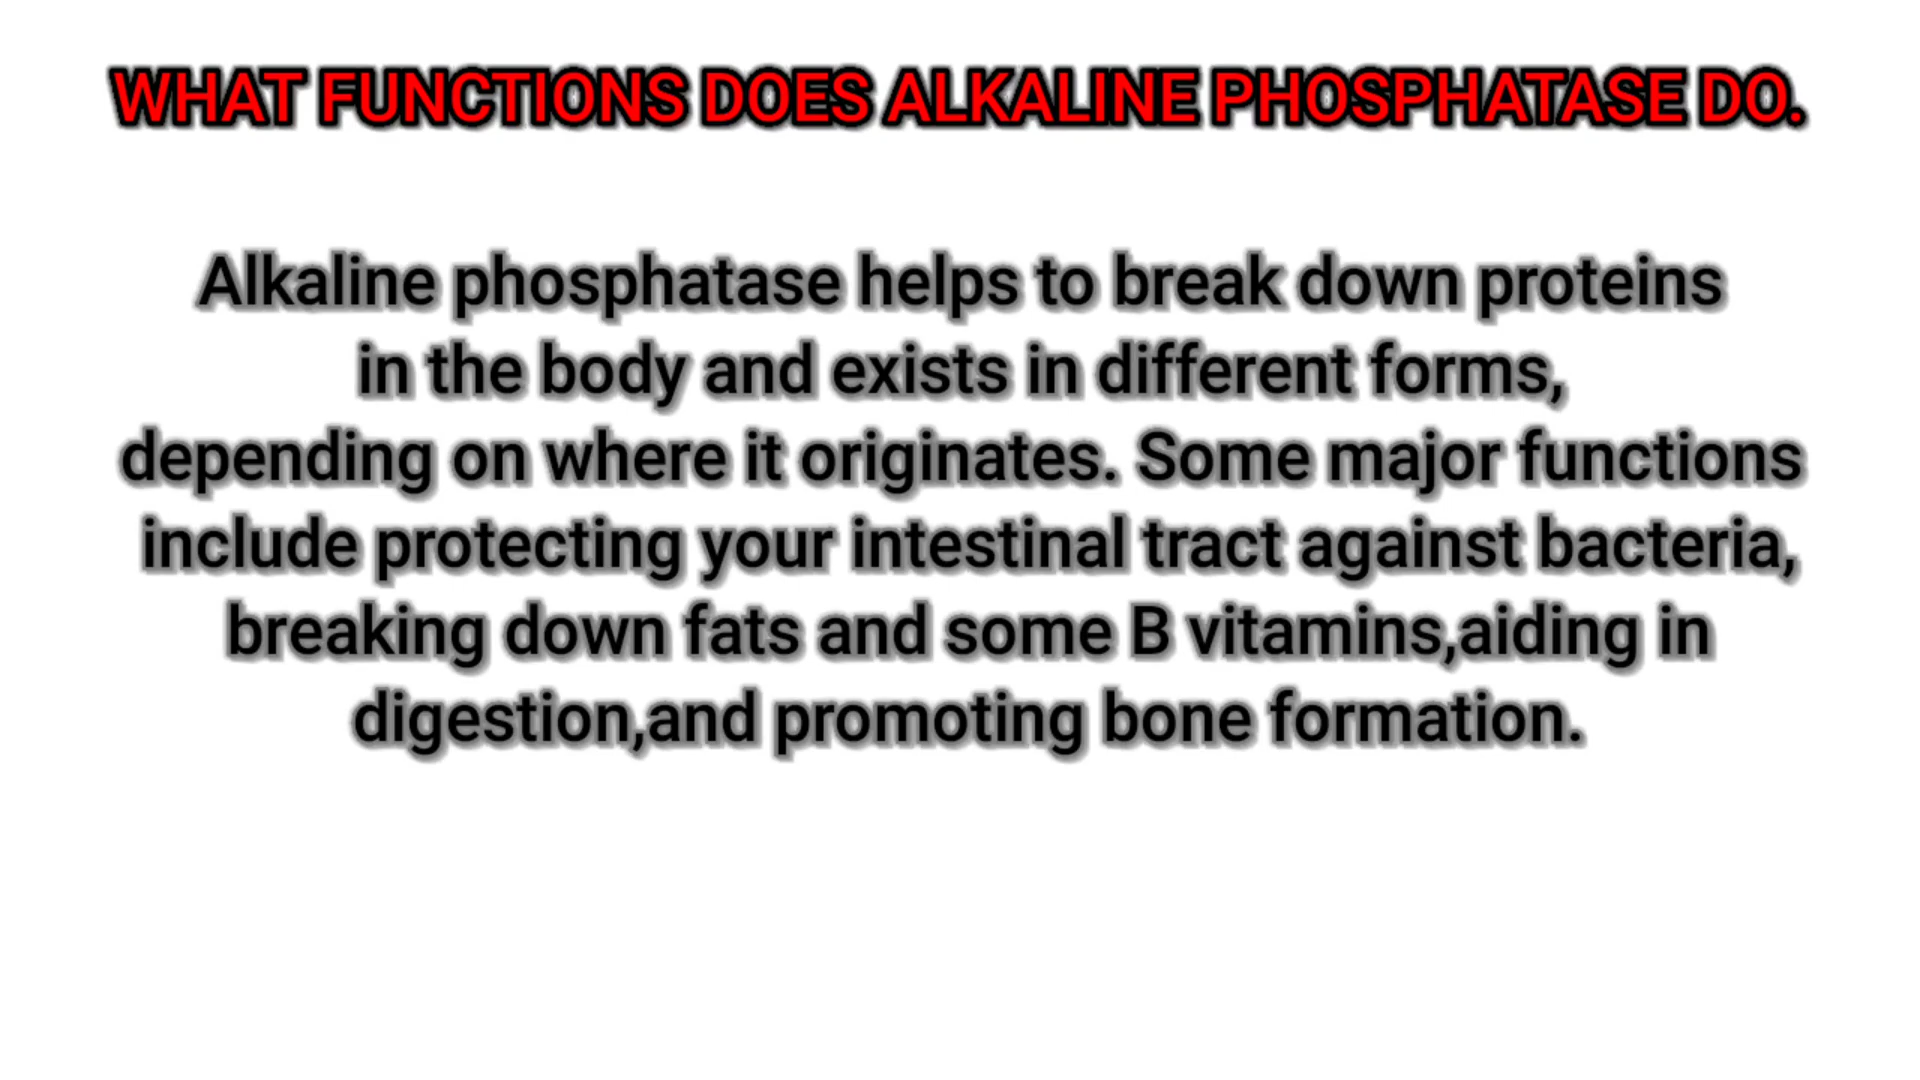 WHAT FUNCTIONS DOES ALKALINE PHOSPHATASE DO.
Alkaline phosphatase helps to break down proteins
in the body and exists in different forms,
depending on where it originates. Some major functions
include protecting your intestinal tract against bacteria,
breaking down fats and some B vitamins,aiding in
digestion,and promoting bone formation.